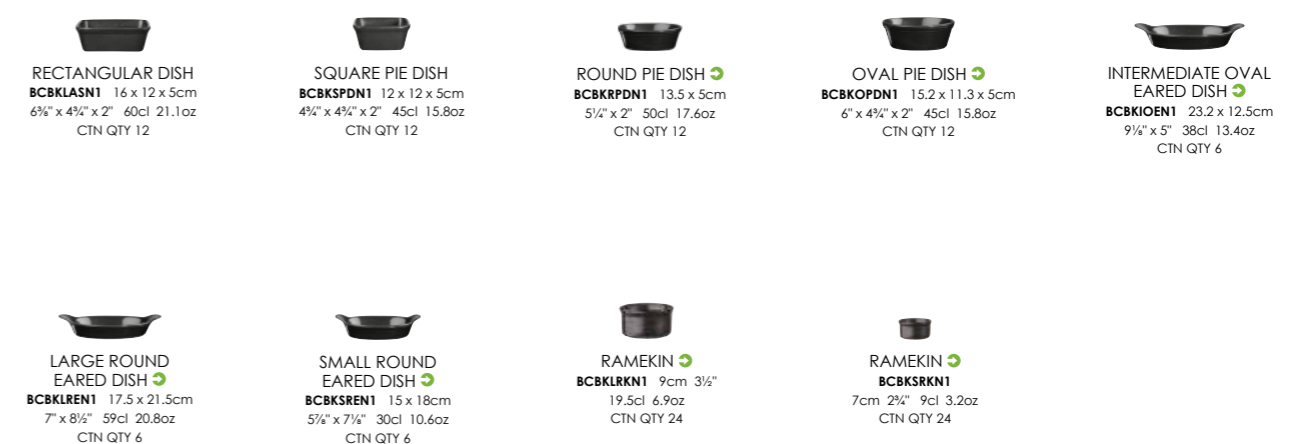 RECTANGULAR DISH
BCBKLASN1 16 x 12 x 5cm
6⅜" x 4¾" x 2" 60cl 21.1oz
CTN QTY 12
SQUARE PIE DISH
BCBKSPDN1 12 x 12 x 5cm
4¾" x 4¾" x 2" 45cl 15.8oz
CTN QTY 12
ROUND PIE DISH
BCBKRPDN1 13.5 x 5cm
5¼" x 2" 50cl 17.6oz
CTN QTY 12
OVAL PIE DISH
BCBKOPDN1 15.2 x 11.3 x 5cm
6" x 4¾" x 2" 45cl 15.8oz
CTN QTY 12
INTERMEDIATE OVAL
EARED DISH
BCBKIOEN1 23.2 x 12.5cm
9⅛" x 5" 38cl 13.4oz
CTN QTY 6
LARGE ROUND
EARED DISH
BCBKLREN1 17.5 x 21.5cm
7" x 8½" 59cl 20.8oz
CTN QTY 6
SMALL ROUND
EARED DISH
BCBKSREN1 15 x 18cm
5⅞" x 7⅛" 30cl 10.6oz
CTN QTY 6
RAMEKIN
BCBKLRKN1 9cm 3½"
19.5cl 6.9oz
CTN QTY 24
RAMEKIN
BCBKSRKN1
7cm 2¾" 9cl 3.2oz
CTN QTY 24